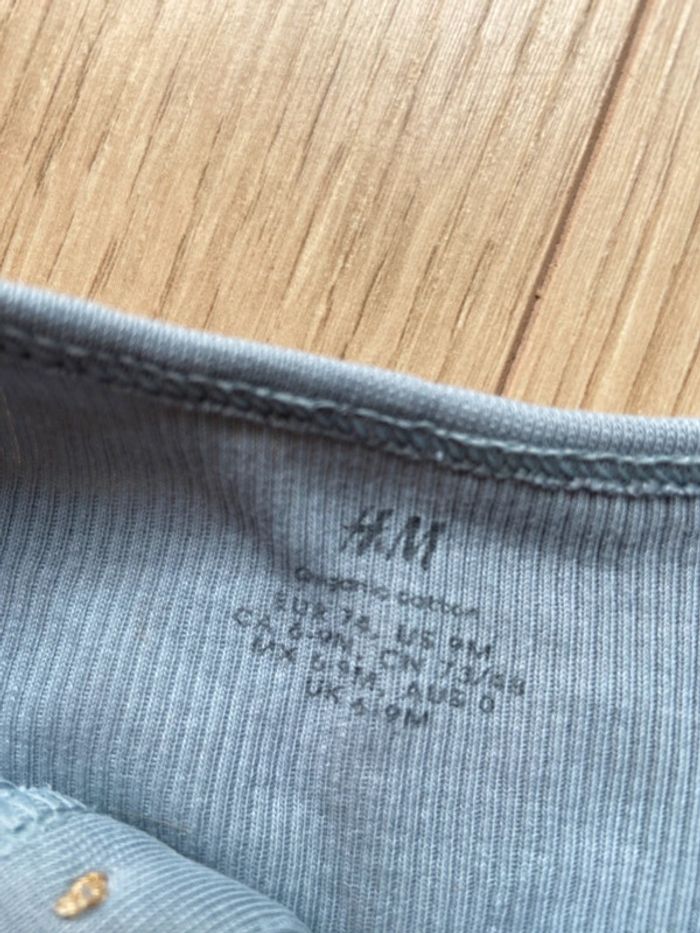 H&M
Organic cotton
EUR 74, US 9M
CA 6-9M, CN 73/48
MX 6-9M, AUS 0
UK 6-9M